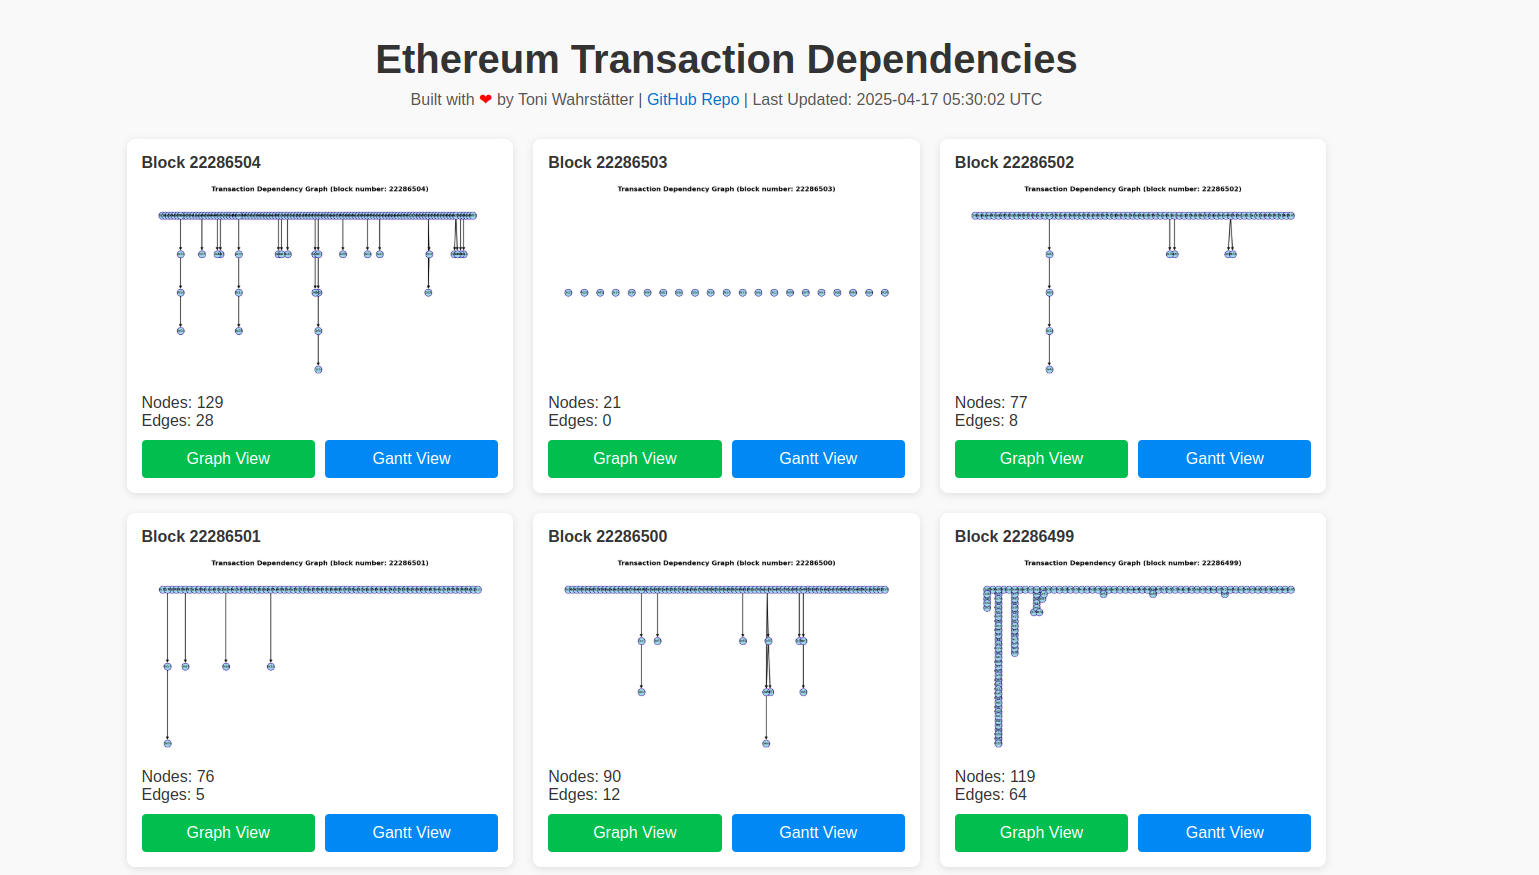 Ethereum Transaction Dependencies
Built with ❤ by Toni Wahrstätter | GitHub Repo | Last Updated: 2025-04-17 05:30:02 UTC
Block 22286504
Transaction Dependency Graph (block number: 22286504)
Nodes: 129
Edges: 28
Graph View
Gantt View
Block 22286503
Transaction Dependency Graph (block number: 22286503)
Nodes: 21
Edges: 0
Graph View
Gantt View
Block 22286502
Transaction Dependency Graph (block number: 22286502)
Nodes: 77
Edges: 8
Graph View
Gantt View
Block 22286501
Transaction Dependency Graph (block number: 22286501)
Nodes: 76
Edges: 5
Graph View
Gantt View
Block 22286500
Transaction Dependency Graph (block number: 22286500)
Nodes: 90
Edges: 12
Graph View
Gantt View
Block 22286499
Transaction Dependency Graph (block number: 22286499)
Nodes: 119
Edges: 64
Graph View
Gantt View